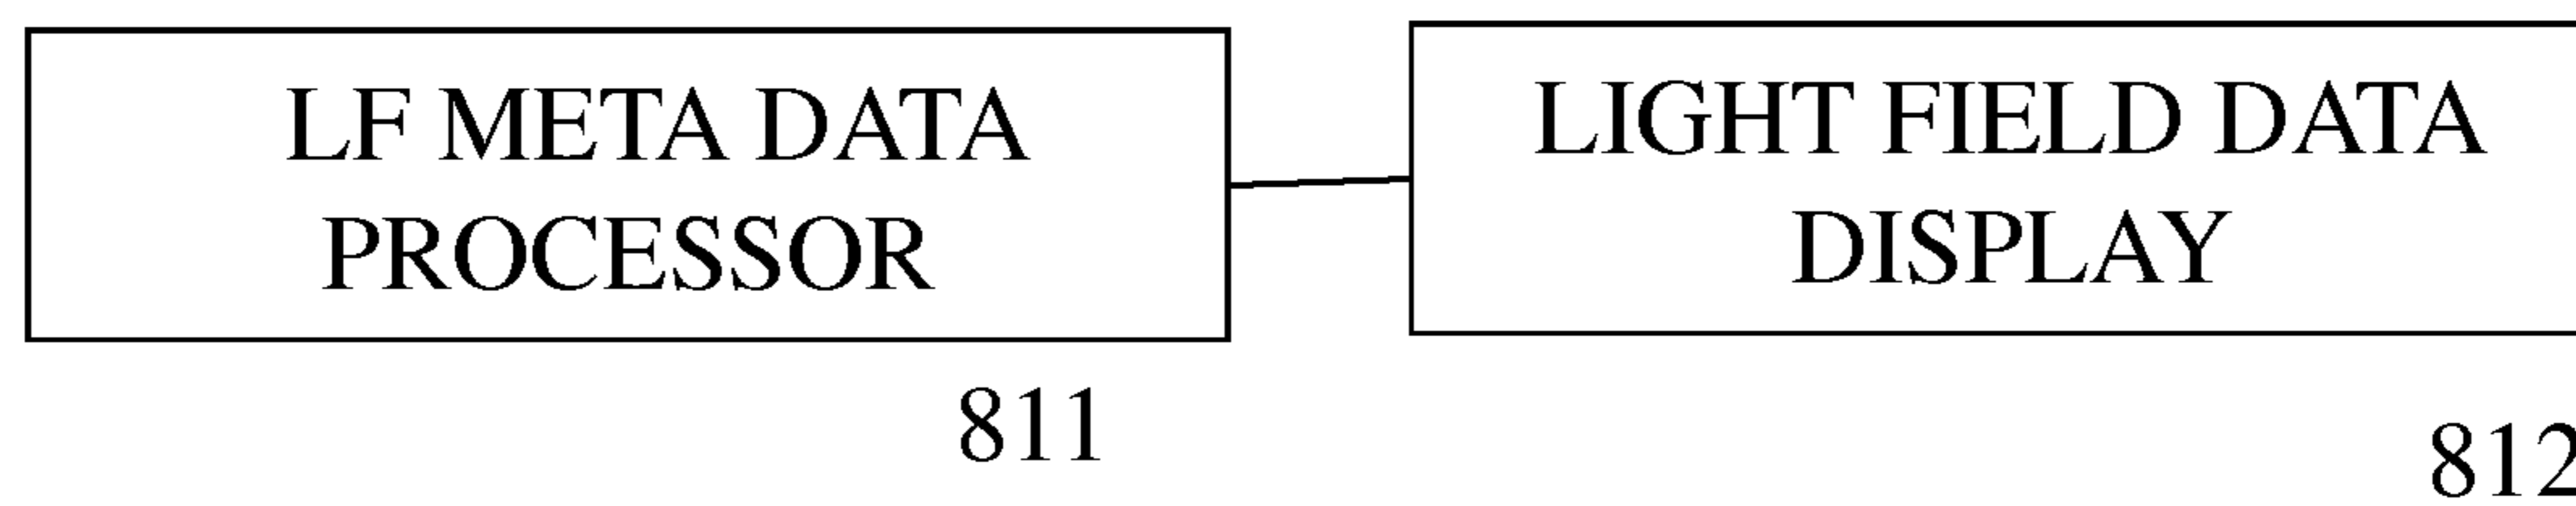 LF META DATA
PROCESSOR
811
LIGHT FIELD DATA
DISPLAY
812